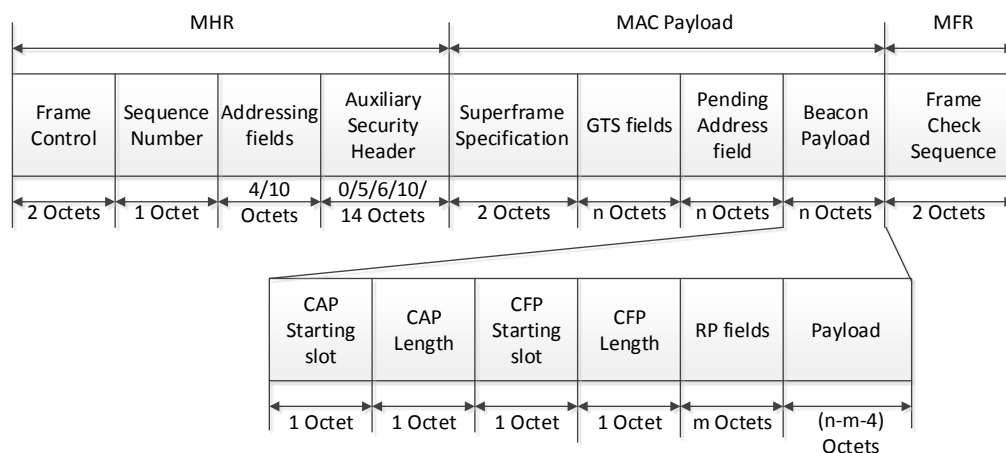 MHR
MAC Payload
MFR
Frame
Control
Sequence
Number
Addressing
fields
Auxiliary
Security
Header
Superframe
Specification
GTS fields
Pending
Address
field
Beacon
Payload
Frame
Check
Sequence
2 Octets
1 Octet
4/10
Octets
0/5/6/10/
14 Octets
2 Octets
n Octets
n Octets
n Octets
2 Octets
CAP
Starting
slot
CAP
Length
CFP
Starting
slot
CFP
Length
RP fields
Payload
1 Octet
1 Octet
1 Octet
1 Octet
m Octets
(n-m-4)
Octets